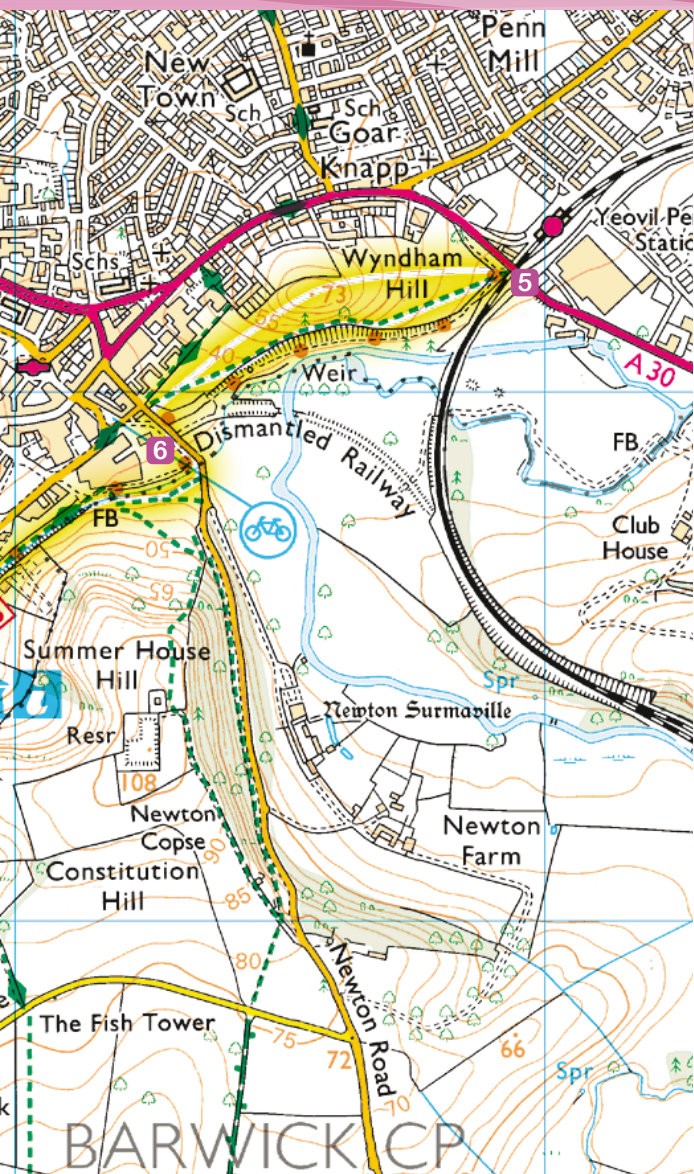 Penn
Mill
New
Town
Sch
Sch
Goar
Knapp
Yeovil Pe
Static
Schs
Wyndham
Hill
73
5
55
40
A 30
Weir
Dismantled Railway
6
FB
FB
50
65
Club
House
Summer House
Hill
Spr
Newton Surmaville
Resr
108
Newton
Copse
90
Newton
Farm
Constitution
Hill
85
80
Newton Road
The Fish Tower
75
72
66
Spr
70
k
BARWICK CP